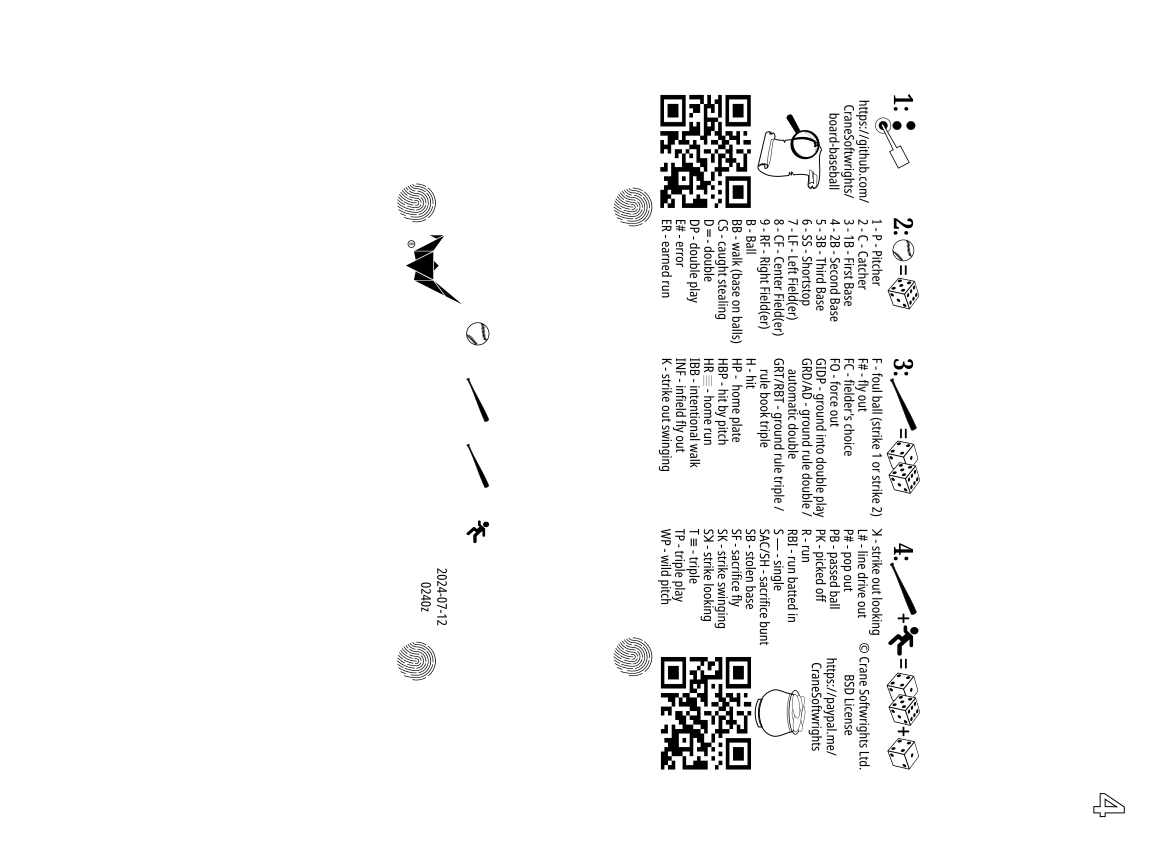 1:
https://github.com/
CraneSoftwrights/
board-baseball
2: =
1 - P - Pitcher
2 - C - Catcher
3 - 1B - First Base
4 - 2B - Second Base
5 - 3B - Third Base
6 - SS - Shortstop
7 - LF - Left Field(er)
8 - CF - Center Field(er)
9 - RF - Right Field(er)
B - Ball
BB - walk (base on balls)
CS - caught stealing
D = - double
DP - double play
E# - error
ER - earned run
3: =
F - foul ball (strike 1 or strike 2)
F# - fly out
FC - fielder's choice
FO - force out
GIDP - ground into double play
GRD/AD - ground rule double /
automatic double
GRT/RBT - ground rule triple /
rule book triple
H - hit
HP - home plate
HBP - hit by pitch
HR 𝄙 - home run
IBB - intentional walk
INF - infield fly out
K - strike out swinging
4: + = +
ꓘ - strike out looking
L# - line drive out
P# - pop out
PB - passed ball
PK - picked off
R - run
RBI - run batted in
S — - single
SAC/SH - sacrifice bunt
SB - stolen base
SF - sacrifice fly
SK - strike swinging
Sꓘ - strike looking
T ≡ - triple
TP - triple play
WP - wild pitch
© Crane Softwrights Ltd.
BSD License
https://paypal.me/
CraneSoftwrights
®
2024-07-12
0240z
4